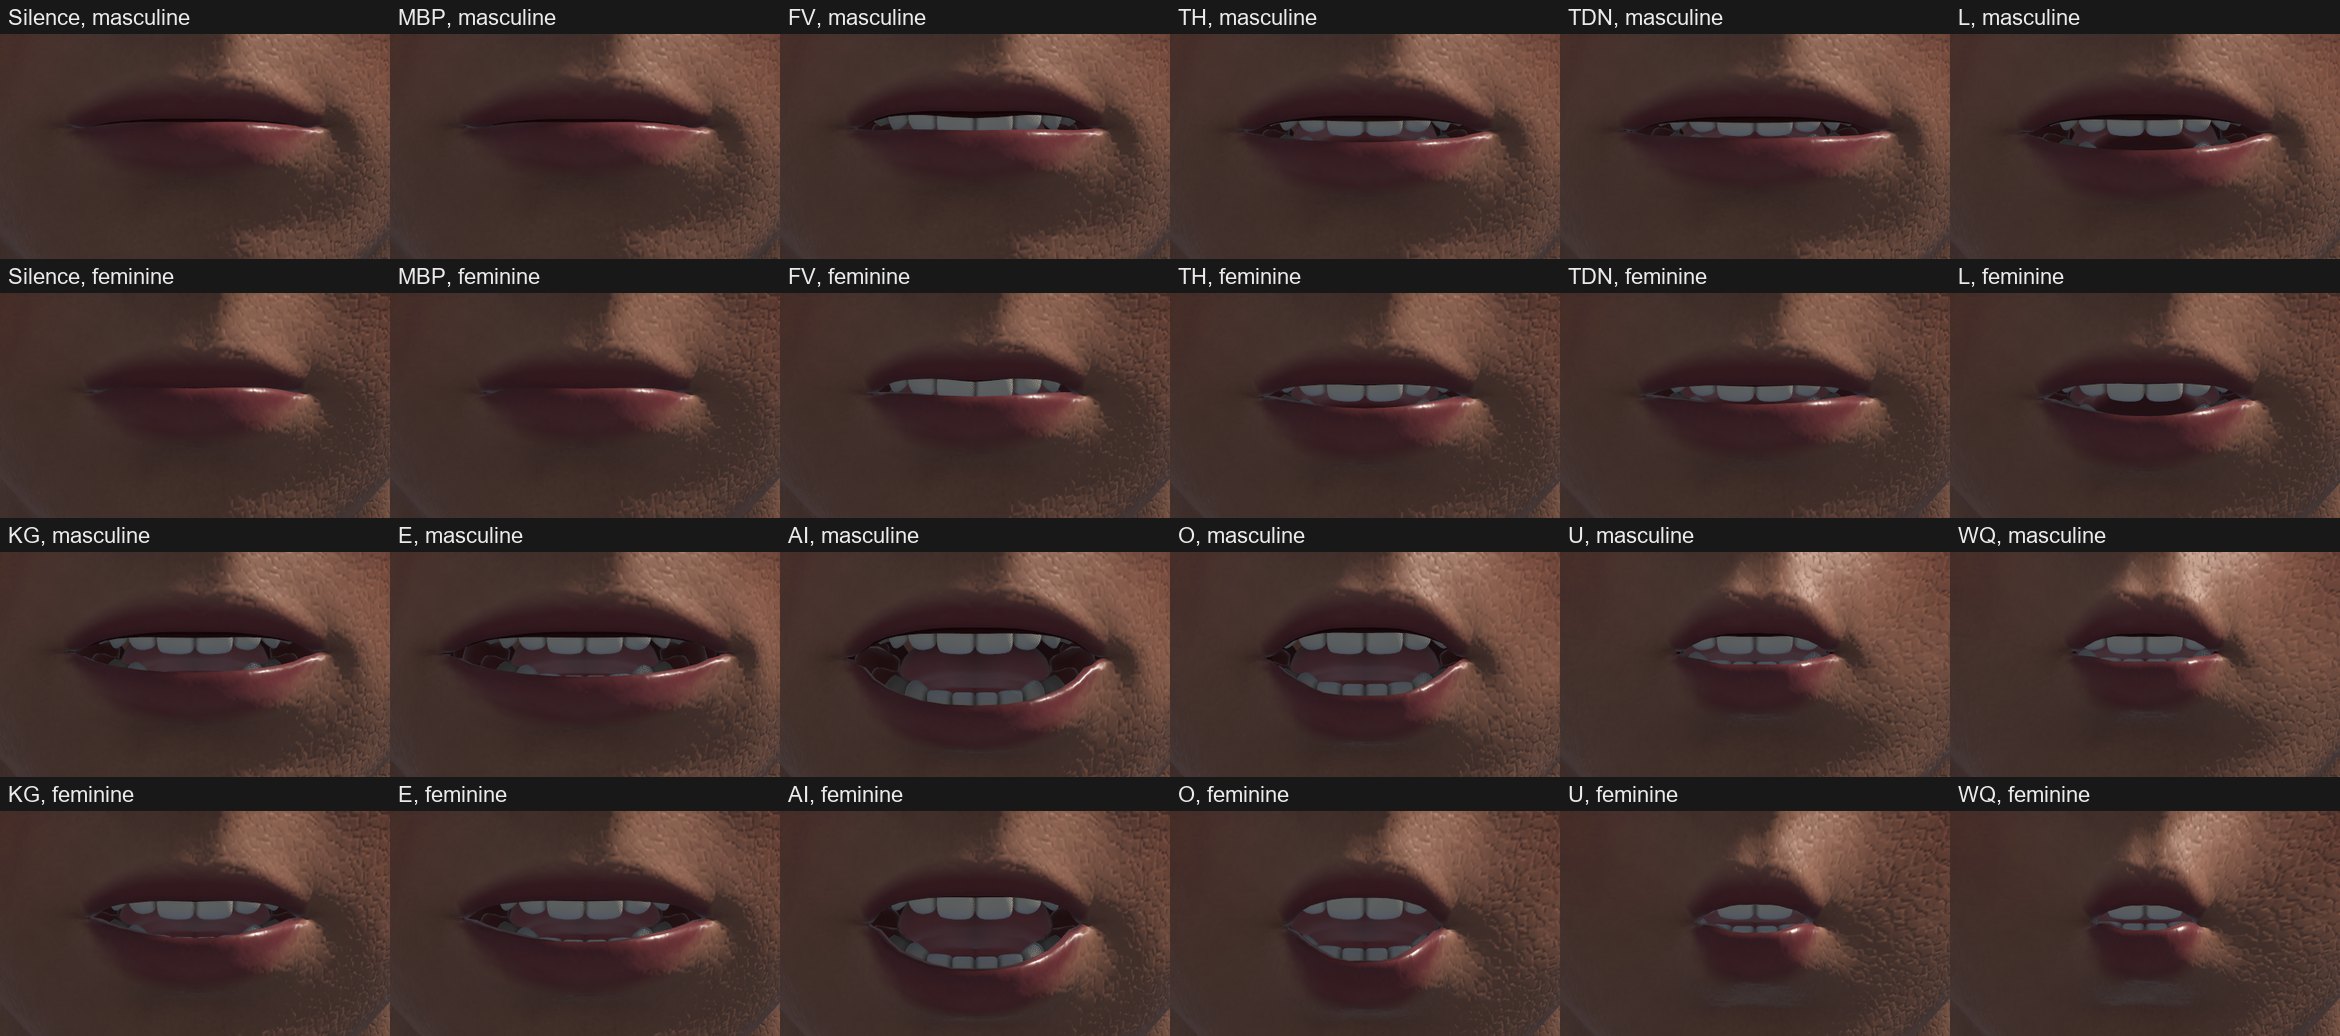 Silence, masculine
MBP, masculine
FV, masculine
TH, masculine
TDN, masculine
L, masculine
Silence, feminine
MBP, feminine
FV, feminine
TH, feminine
TDN, feminine
L, feminine
KG, masculine
E, masculine
AI, masculine
O, masculine
U, masculine
WQ, masculine
KG, feminine
E, feminine
AI, feminine
O, feminine
U, feminine
WQ, feminine